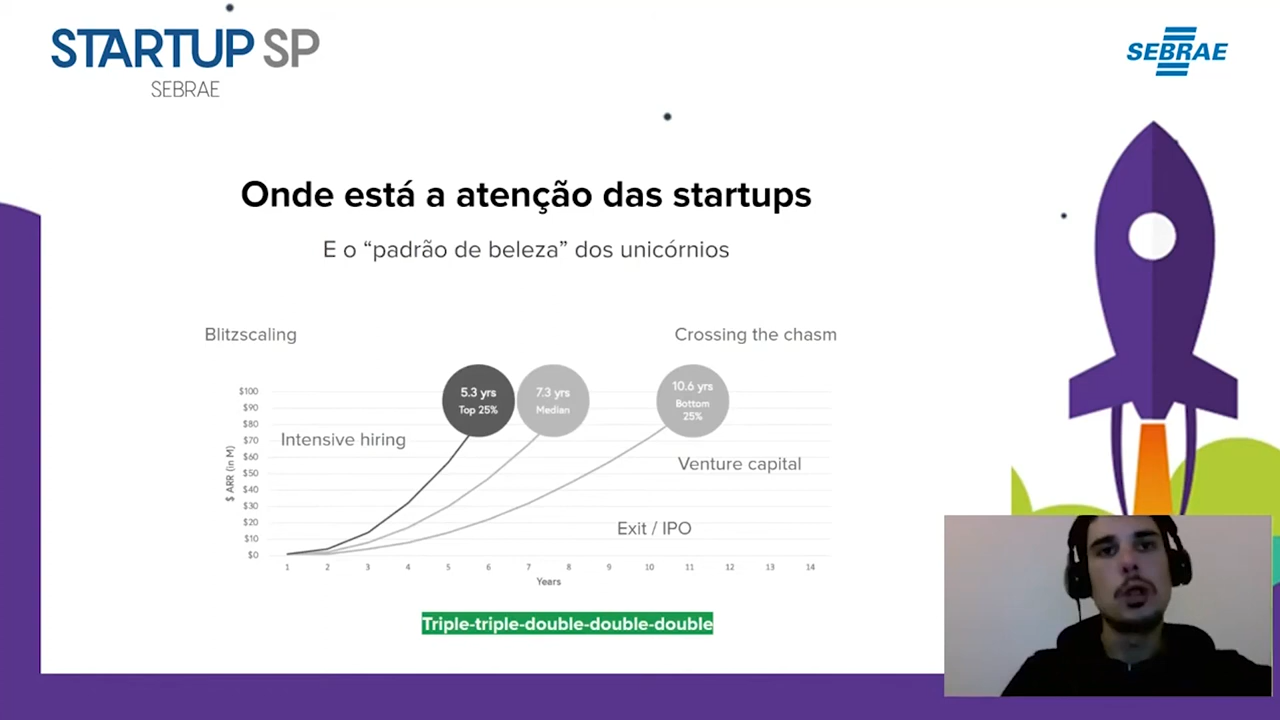 STARTUP SP
SEBRAE
SEBRAE
Onde está a atenção das startups
E o “padrão de beleza” dos unicórnios
Blitzscaling
Crossing the chasm
5.3 yrs
Top 25%
7.3 yrs
Median
10.6 yrs
Bottom
25%
Intensive hiring
Venture capital
Exit / IPO
$ ARR (in M)
$100
$90
$80
$70
$60
$50
$40
$30
$20
$10
$0
1 2 3 4 5 6 7 8 9 10 11 12 13 14
Years
Triple-triple-double-double-double